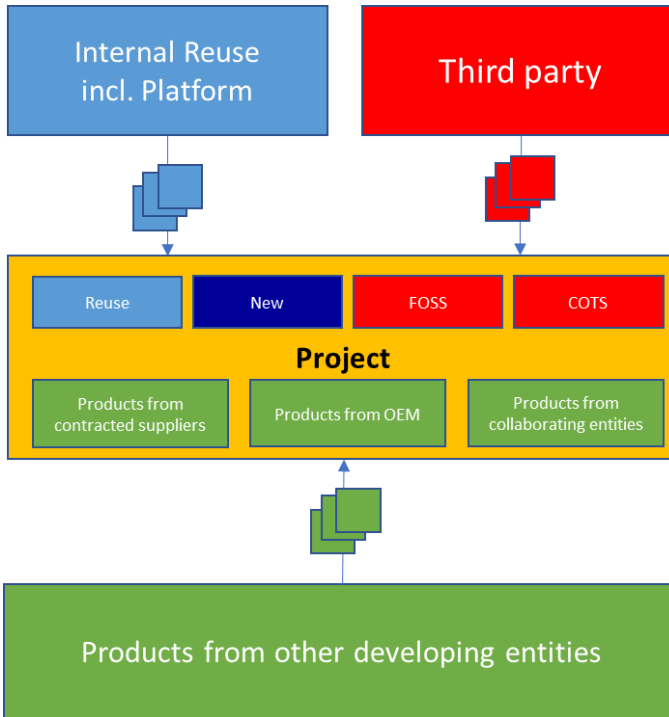 Internal Reuse
incl. Platform
Third party
Reuse
New
FOSS
COTS
Project
Products from
contracted suppliers
Products from OEM
Products from
collaborating entities
Products from other developing entities